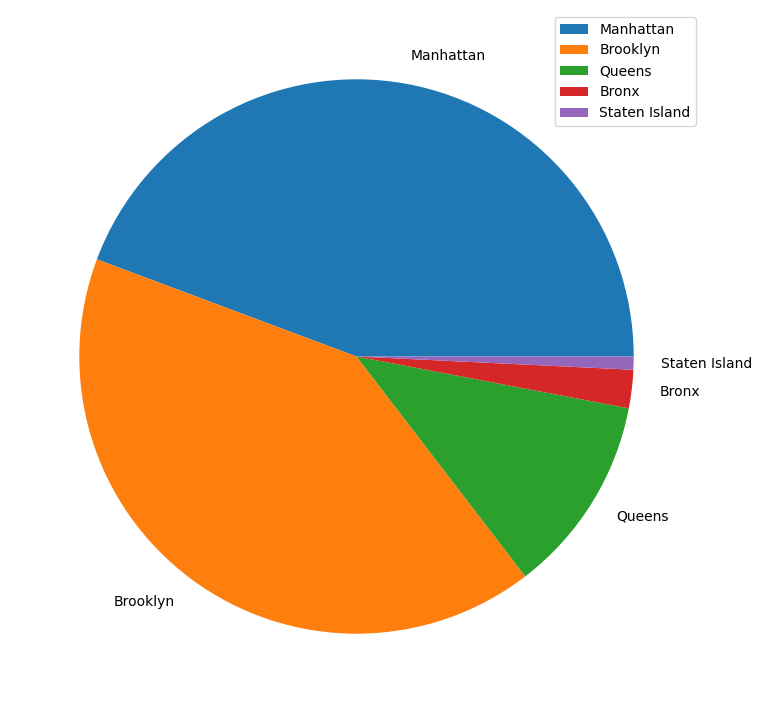 Manhattan
Brooklyn
Queens
Bronx
Staten Island
Manhattan
Staten Island
Bronx
Queens
Brooklyn